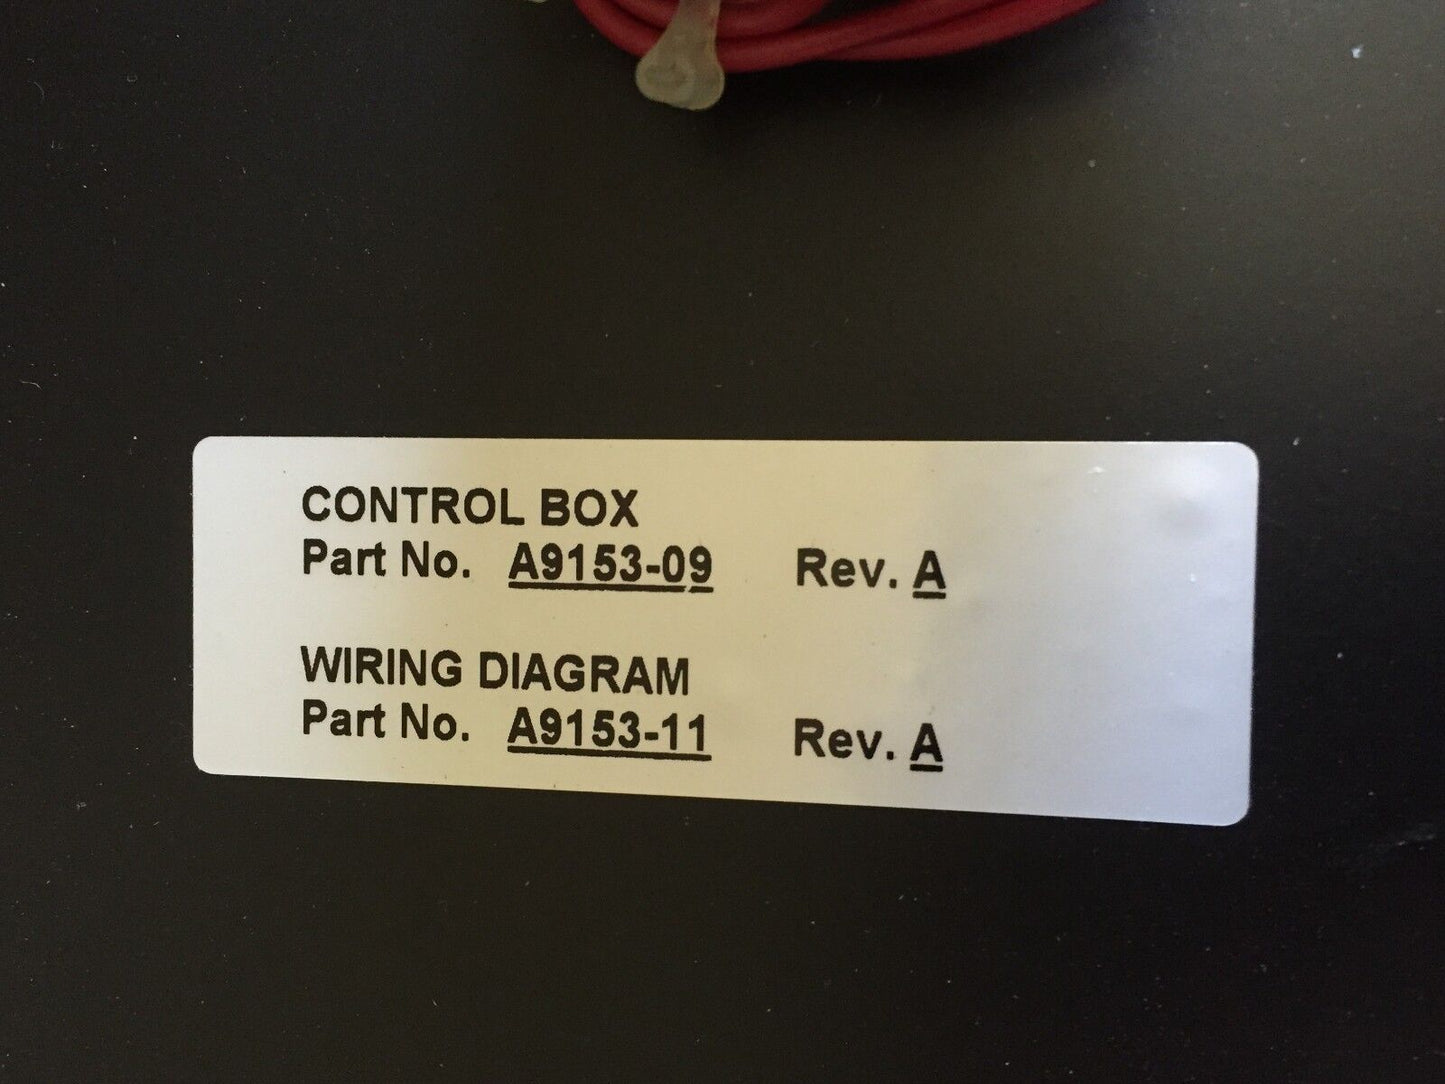 CONTROL BOX
Part No. A9153-09 Rev. A
WIRING DIAGRAM
Part No. A9153-11 Rev. A